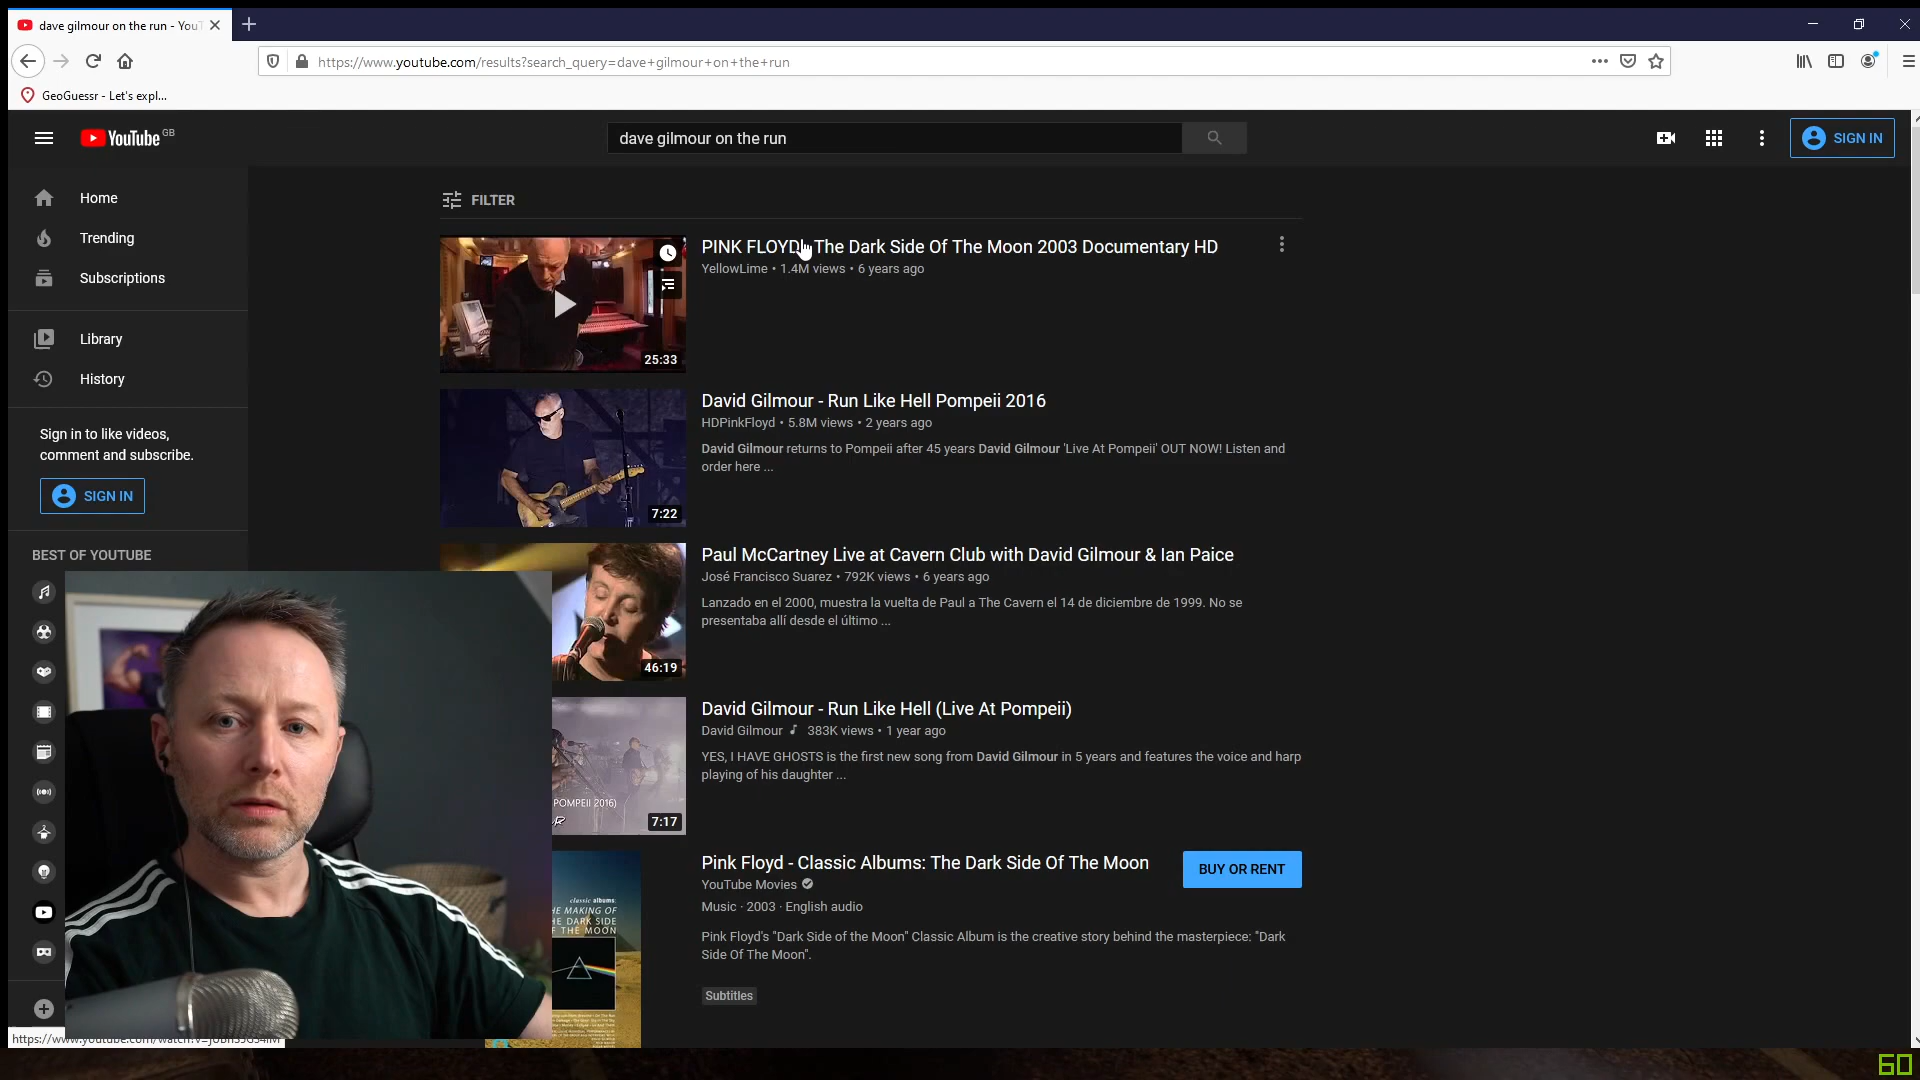 dave gilmour on the run - YouT
https://www.youtube.com/results?search_query=dave+gilmour+on+the+run
GeoGuessr - Let's expl...
YouTube GB
dave gilmour on the run
SIGN IN
Home
Trending
Subscriptions
Library
History
Sign in to like videos,
comment and subscribe.
SIGN IN
BEST OF YOUTUBE
FILTER
PINK FLOYD The Dark Side Of The Moon 2003 Documentary HD
YellowLime • 1.4M views • 6 years ago
25:33
David Gilmour - Run Like Hell Pompeii 2016
HDPinkFloyd • 5.8M views • 2 years ago
David Gilmour returns to Pompeii after 45 years David Gilmour 'Live At Pompeii' OUT NOW! Listen and
order here ...
7:22
Paul McCartney Live at Cavern Club with David Gilmour & Ian Paice
José Francisco Suarez • 792K views • 6 years ago
Lanzado en el 2000, muestra la vuelta de Paul a The Cavern el 14 de diciembre de 1999. No se
presentaba allí desde el último ...
46:19
David Gilmour - Run Like Hell (Live At Pompeii)
David Gilmour 383K views • 1 year ago
YES, I HAVE GHOSTS is the first new song from David Gilmour in 5 years and features the voice and harp
playing of his daughter ...
POMPEII 2016)
7:17
Pink Floyd - Classic Albums: The Dark Side Of The Moon
YouTube Movies
Music · 2003 · English audio
Pink Floyd's "Dark Side of the Moon" Classic Album is the creative story behind the masterpiece: "Dark
Side Of The Moon".
Subtitles
BUY OR RENT
classic albums:
HE MAKING OF
HE DARK SIDE
F THE MOON
60